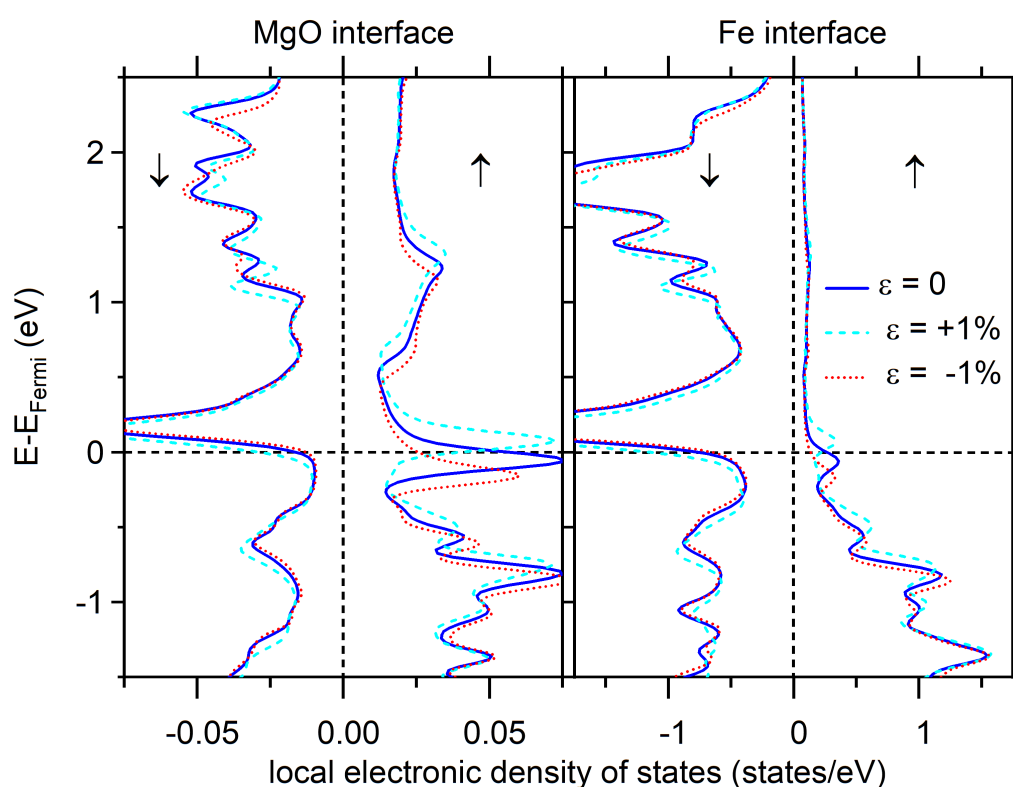 MgO interface Fe interface
E-E_Fermi (eV)
2
1
0
-1
↓ ↑ ↓ ↑
ε = 0
ε = +1%
ε = -1%
-0.05 0.00 0.05 -1 0 1
local electronic density of states (states/eV)